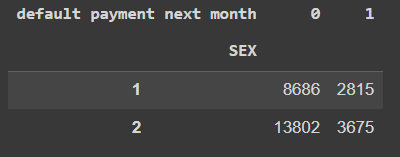 default payment next month 0 1
SEX
1 8686 2815
2 13802 3675